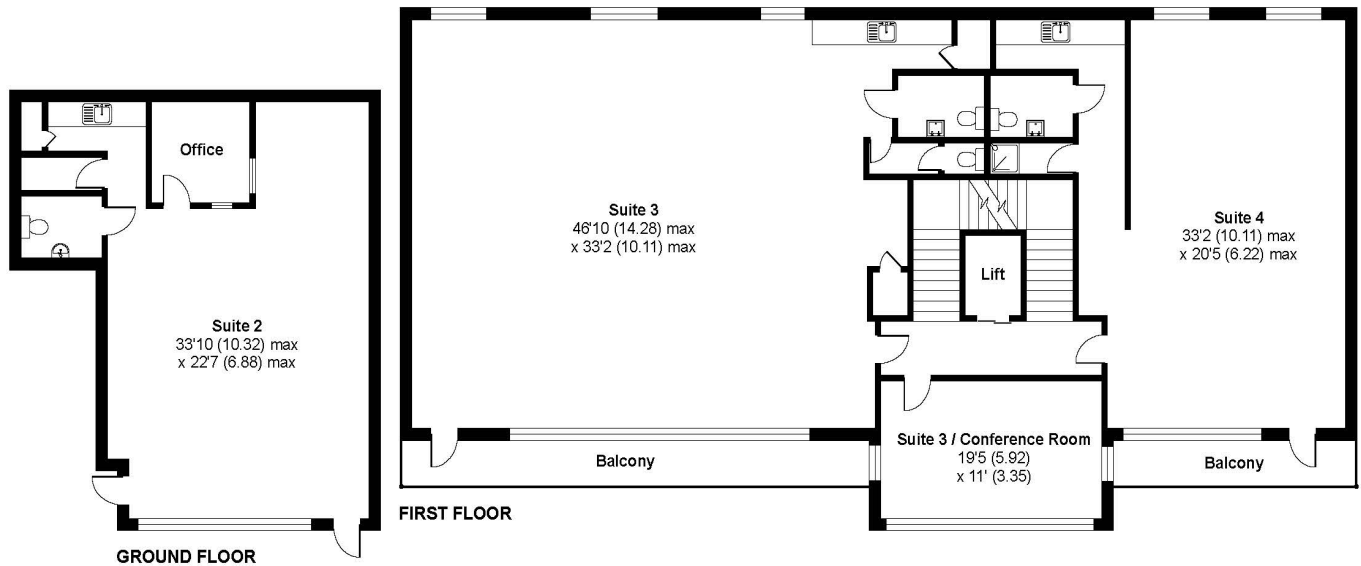 Office
Suite 2
33'10 (10.32) max
x 22'7 (6.88) max
GROUND FLOOR
Suite 3
46'10 (14.28) max
x 33'2 (10.11) max
Lift
Suite 4
33'2 (10.11) max
x 20'5 (6.22) max
Balcony
Suite 3 / Conference Room
19'5 (5.92)
x 11' (3.35)
Balcony
FIRST FLOOR